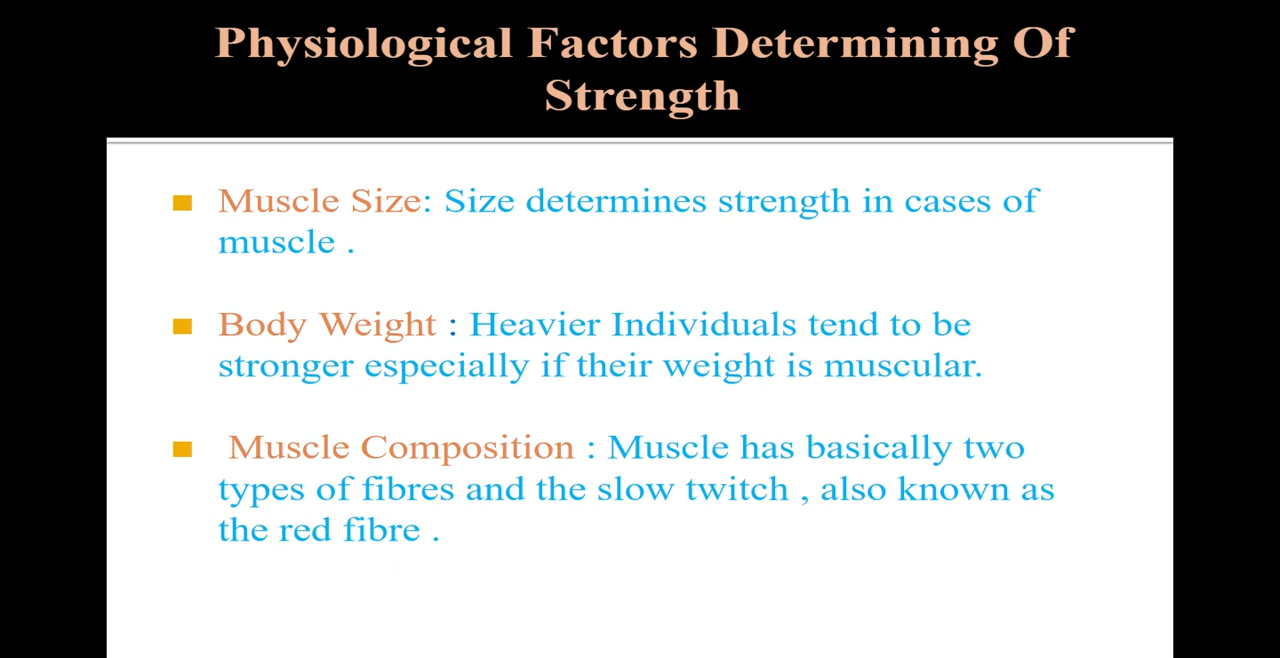 Physiological Factors Determining Of
Strength
Muscle Size: Size determines strength in cases of
muscle .
Body Weight : Heavier Individuals tend to be
stronger especially if their weight is muscular.
Muscle Composition : Muscle has basically two
types of fibres and the slow twitch , also known as
the red fibre .